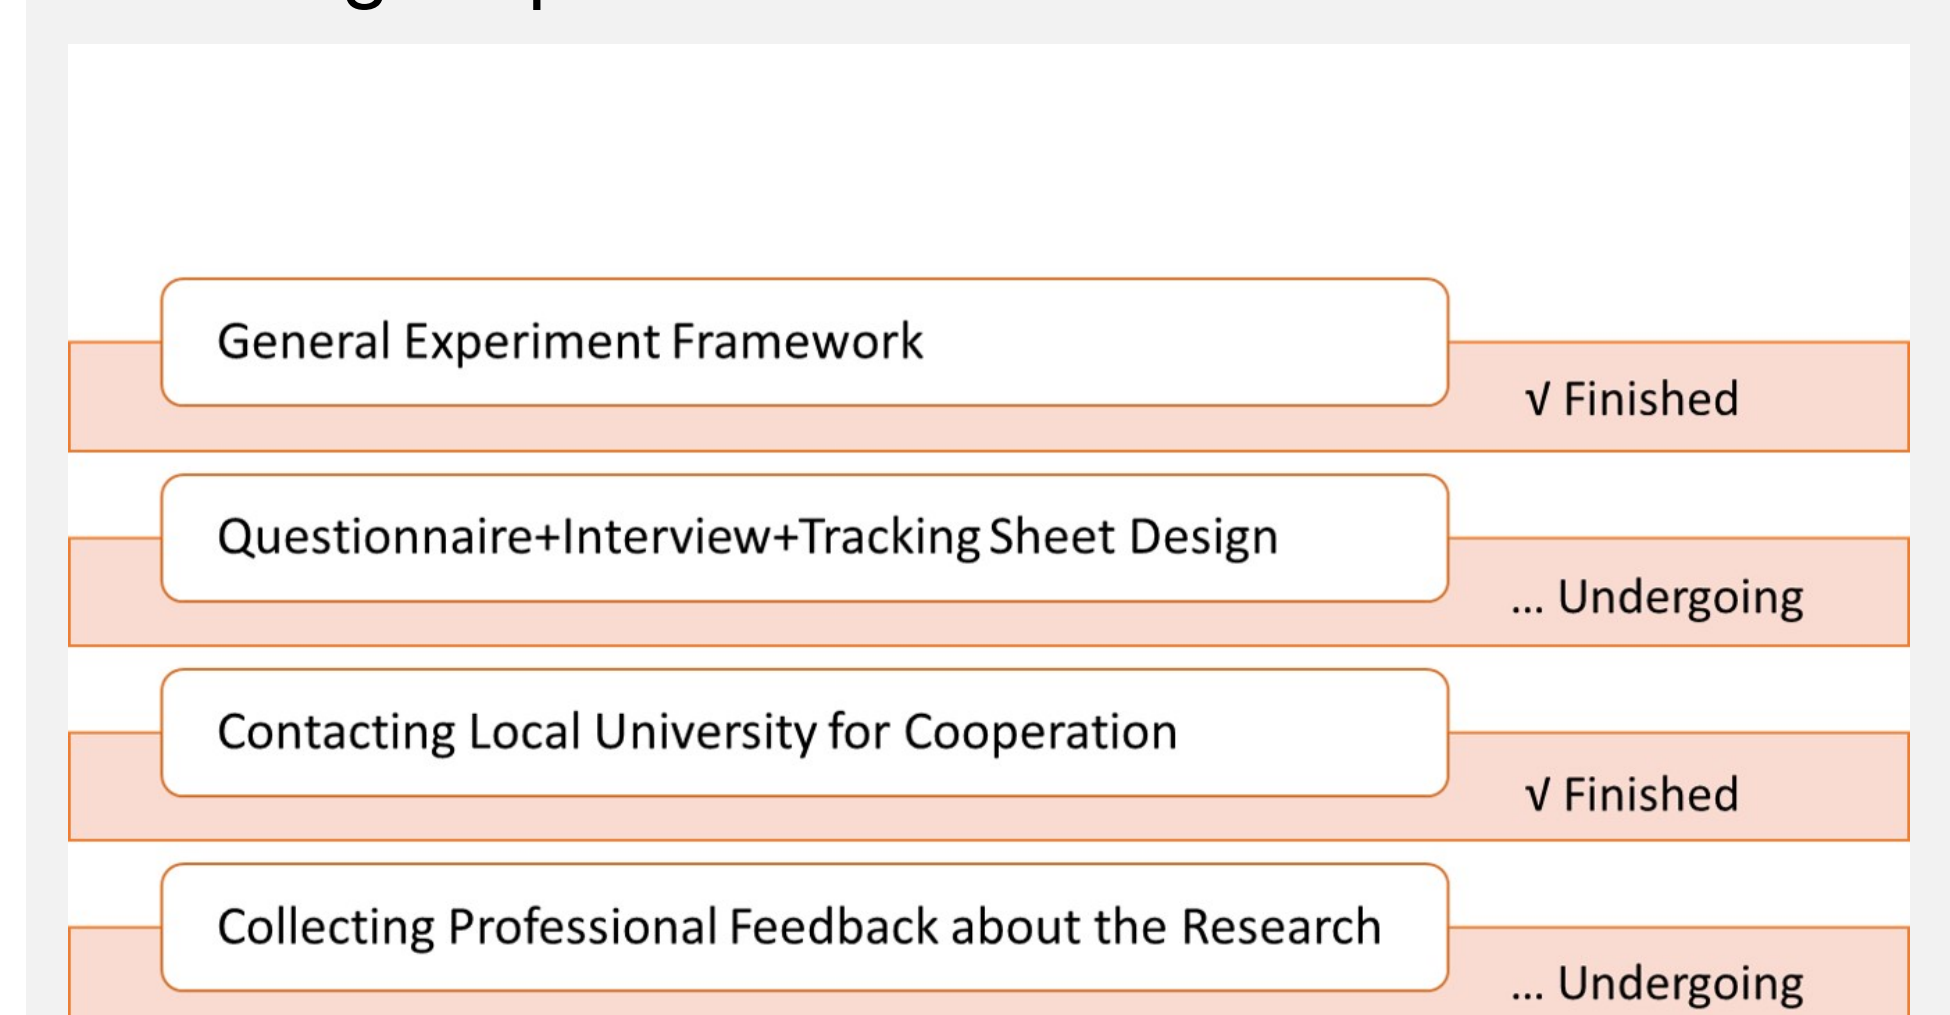 General Experiment Framework
√ Finished
Questionnaire+Interview+Tracking Sheet Design
... Undergoing
Contacting Local University for Cooperation
√ Finished
Collecting Professional Feedback about the Research
... Undergoing